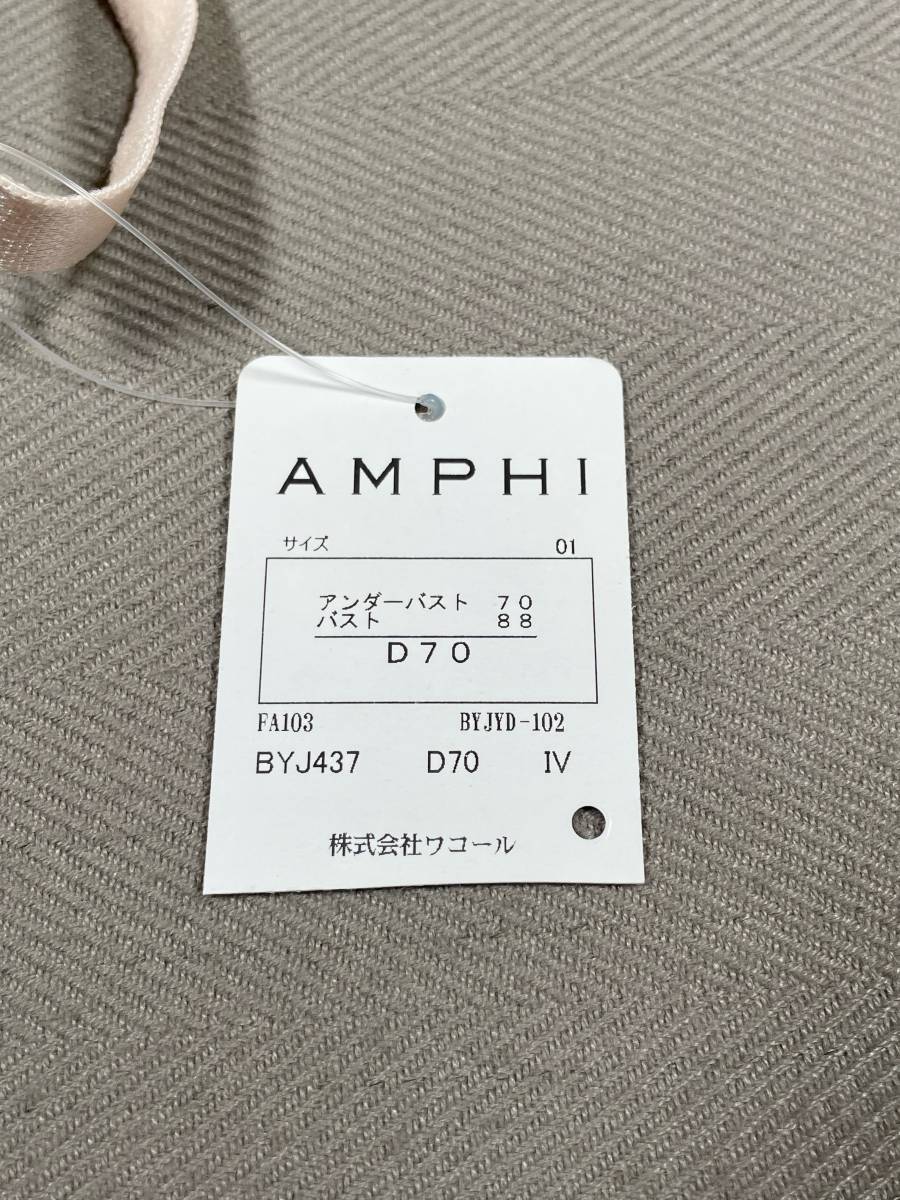 AMPHI
サイズ 01
アンダーバスト 70
バスト 88
D70
FA103 BYJYD-102
BYJ437 D70 IV
株式会社ワコール